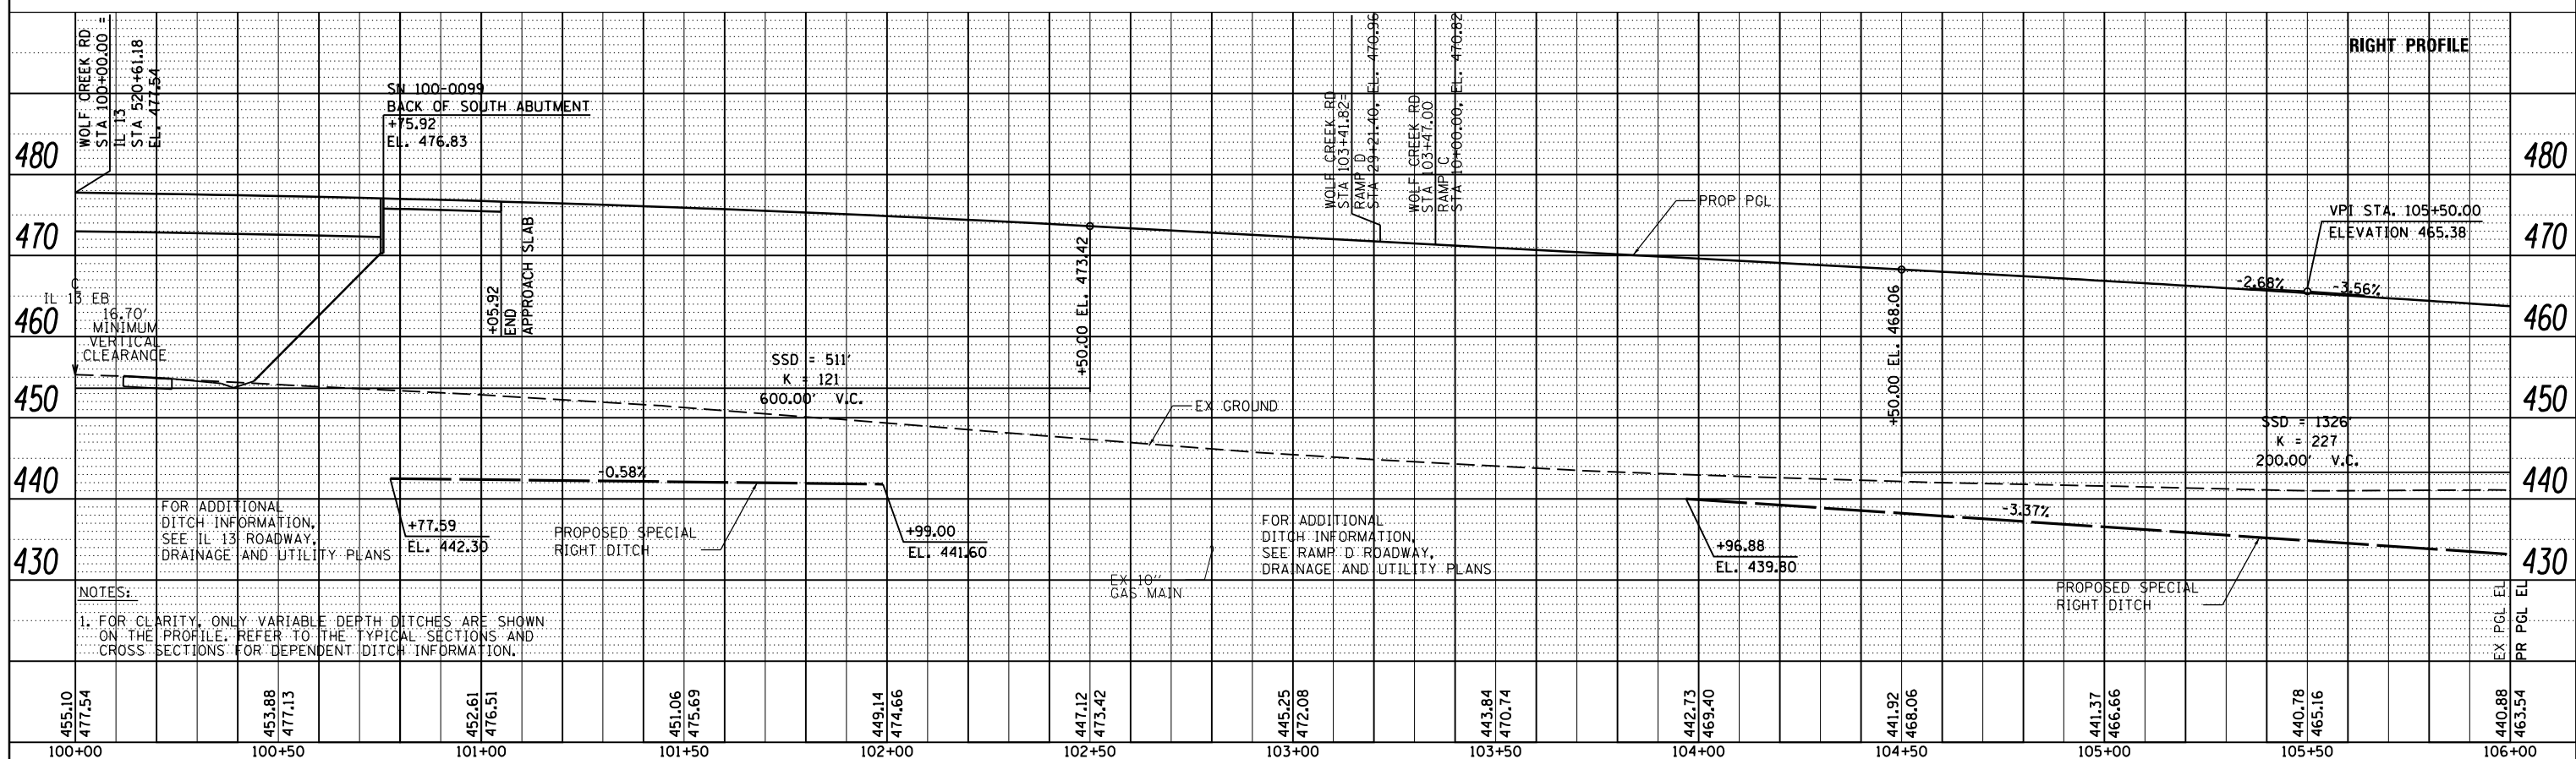 RIGHT PROFILE
WOLF CREEK RD
STA 100+00.00 =
IL 13
STA 520+61.18
EL. 477.54
SN 100-0099
BACK OF SOUTH ABUTMENT
+75.92
EL. 476.83
WOLF CREEK RD
STA 103+41.82=
RAMP D
STA 29+21.40, EL. 470.96
WOLF CREEK RD
STA 103+47.00
RAMP C
STA 10+00.00, EL. 470.82
PROP PGL
VPI STA. 105+50.00
ELEVATION 465.38
-2.68%
-3.56%
480
470
460
450
440
430
480
470
460
450
440
430
℄
IL 13 EB
16.70'
MINIMUM
VERTICAL
CLEARANCE
+05.92
END
APPROACH SLAB
+50.00 EL. 473.42
+50.00 EL. 468.06
SSD = 511'
K = 121
600.00' V.C.
EX GROUND
SSD = 1326'
K = 227
200.00' V.C.
-0.58%
-3.37%
FOR ADDITIONAL
DITCH INFORMATION,
SEE IL 13 ROADWAY,
DRAINAGE AND UTILITY PLANS
+77.59
EL. 442.30
PROPOSED SPECIAL
RIGHT DITCH
+99.00
EL. 441.60
EX 10''
GAS MAIN
FOR ADDITIONAL
DITCH INFORMATION,
SEE RAMP D ROADWAY,
DRAINAGE AND UTILITY PLANS
+96.88
EL. 439.80
PROPOSED SPECIAL
RIGHT DITCH
NOTES:
1. FOR CLARITY, ONLY VARIABLE DEPTH DITCHES ARE SHOWN
ON THE PROFILE. REFER TO THE TYPICAL SECTIONS AND
CROSS SECTIONS FOR DEPENDENT DITCH INFORMATION.
EX PGL EL
PR PGL EL
455.10
477.54
453.88
477.13
452.61
476.51
451.06
475.69
449.14
474.66
447.12
473.42
445.25
472.08
443.84
470.74
442.73
469.40
441.92
468.06
441.37
466.66
440.78
465.16
440.88
463.54
100+00 100+50 101+00 101+50 102+00 102+50 103+00 103+50 104+00 104+50 105+00 105+50 106+00